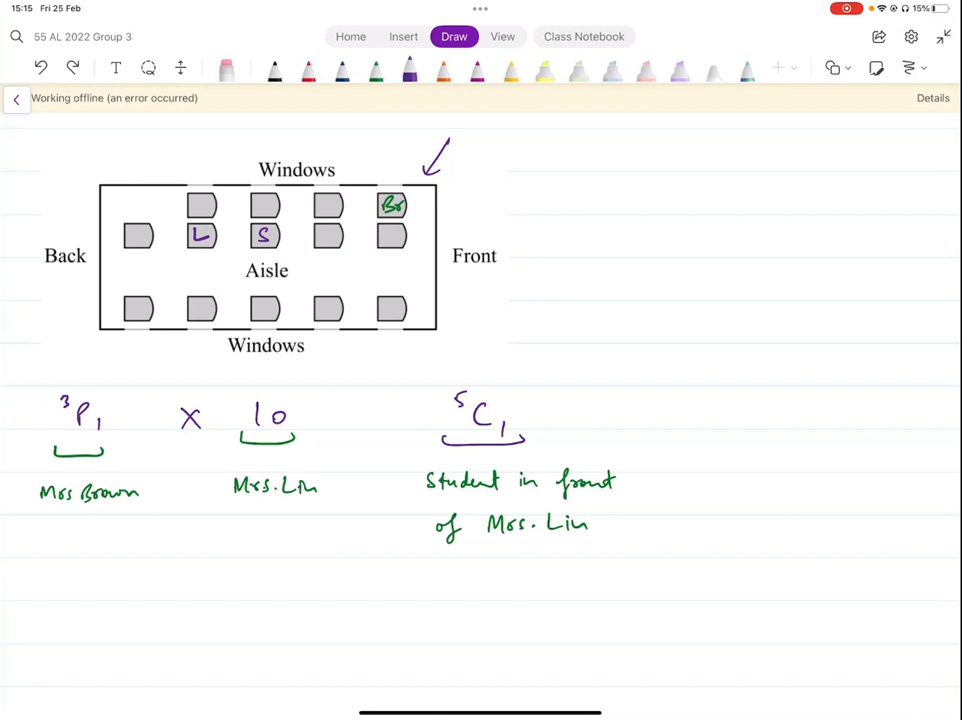 15:15 Fri 25 Feb
15%
55 AL 2022 Group 3
Home Insert Draw View Class Notebook
Working offline (an error occurred)
Details
Windows
Br
L S
Back Aisle Front
Windows
³P₁ × 10 ⁵C₁
Mrs Brown Mrs. Lin Student in front
of Mrs. Lin